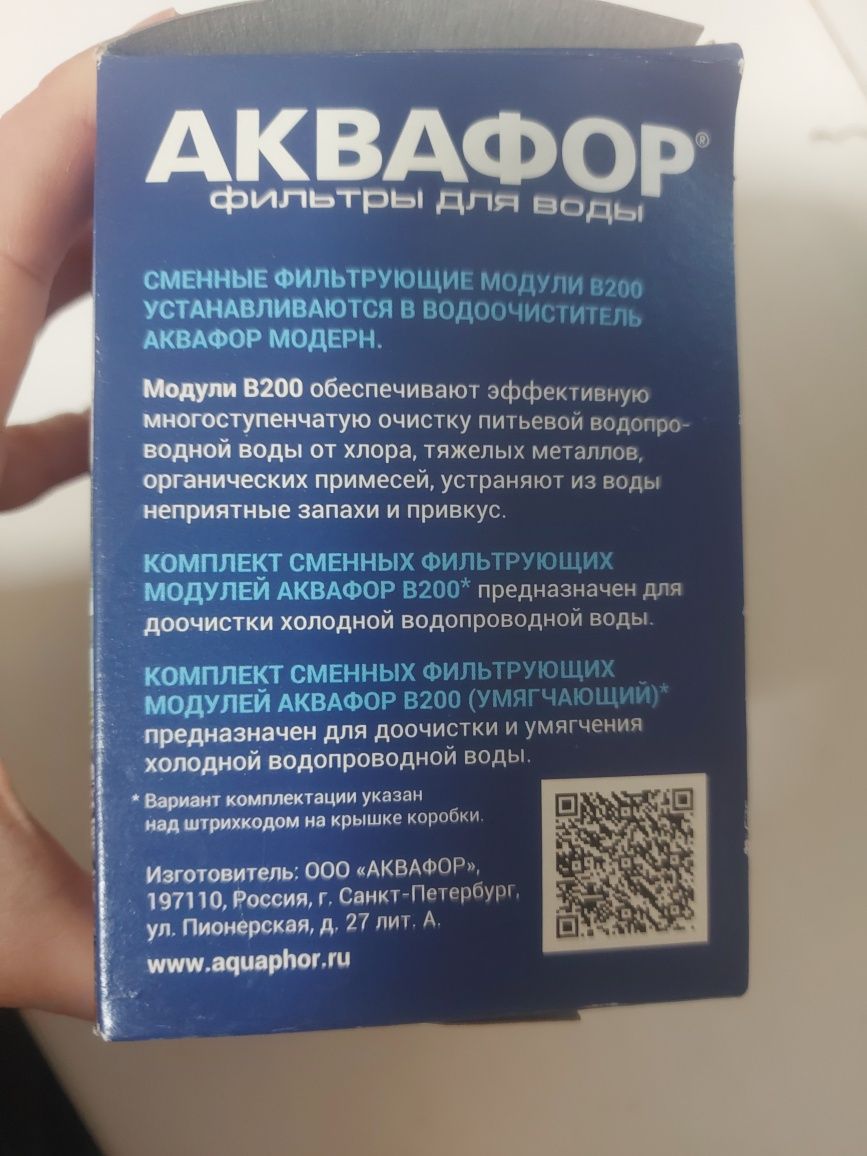 АКВАФОР®
фильтры для воды
СМЕННЫЕ ФИЛЬТРУЮЩИЕ МОДУЛИ В200
УСТАНАВЛИВАЮТСЯ В ВОДООЧИСТИТЕЛЬ
АКВАФОР МОДЕРН.
Модули В200 обеспечивают эффективную
многоступенчатую очистку питьевой водопро-
водной воды от хлора, тяжелых металлов,
органических примесей, устраняют из воды
неприятные запахи и привкус.
КОМПЛЕКТ СМЕННЫХ ФИЛЬТРУЮЩИХ
МОДУЛЕЙ АКВАФОР В200* предназначен для
доочистки холодной водопроводной воды.
КОМПЛЕКТ СМЕННЫХ ФИЛЬТРУЮЩИХ
МОДУЛЕЙ АКВАФОР В200 (УМЯГЧАЮЩИЙ)*
предназначен для доочистки и умягчения
холодной водопроводной воды.
* Вариант комплектации указан
над штрихкодом на крышке коробки.
Изготовитель: ООО «АКВАФОР»,
197110, Россия, г. Санкт-Петербург,
ул. Пионерская, д. 27 лит. А.
www.aquaphor.ru